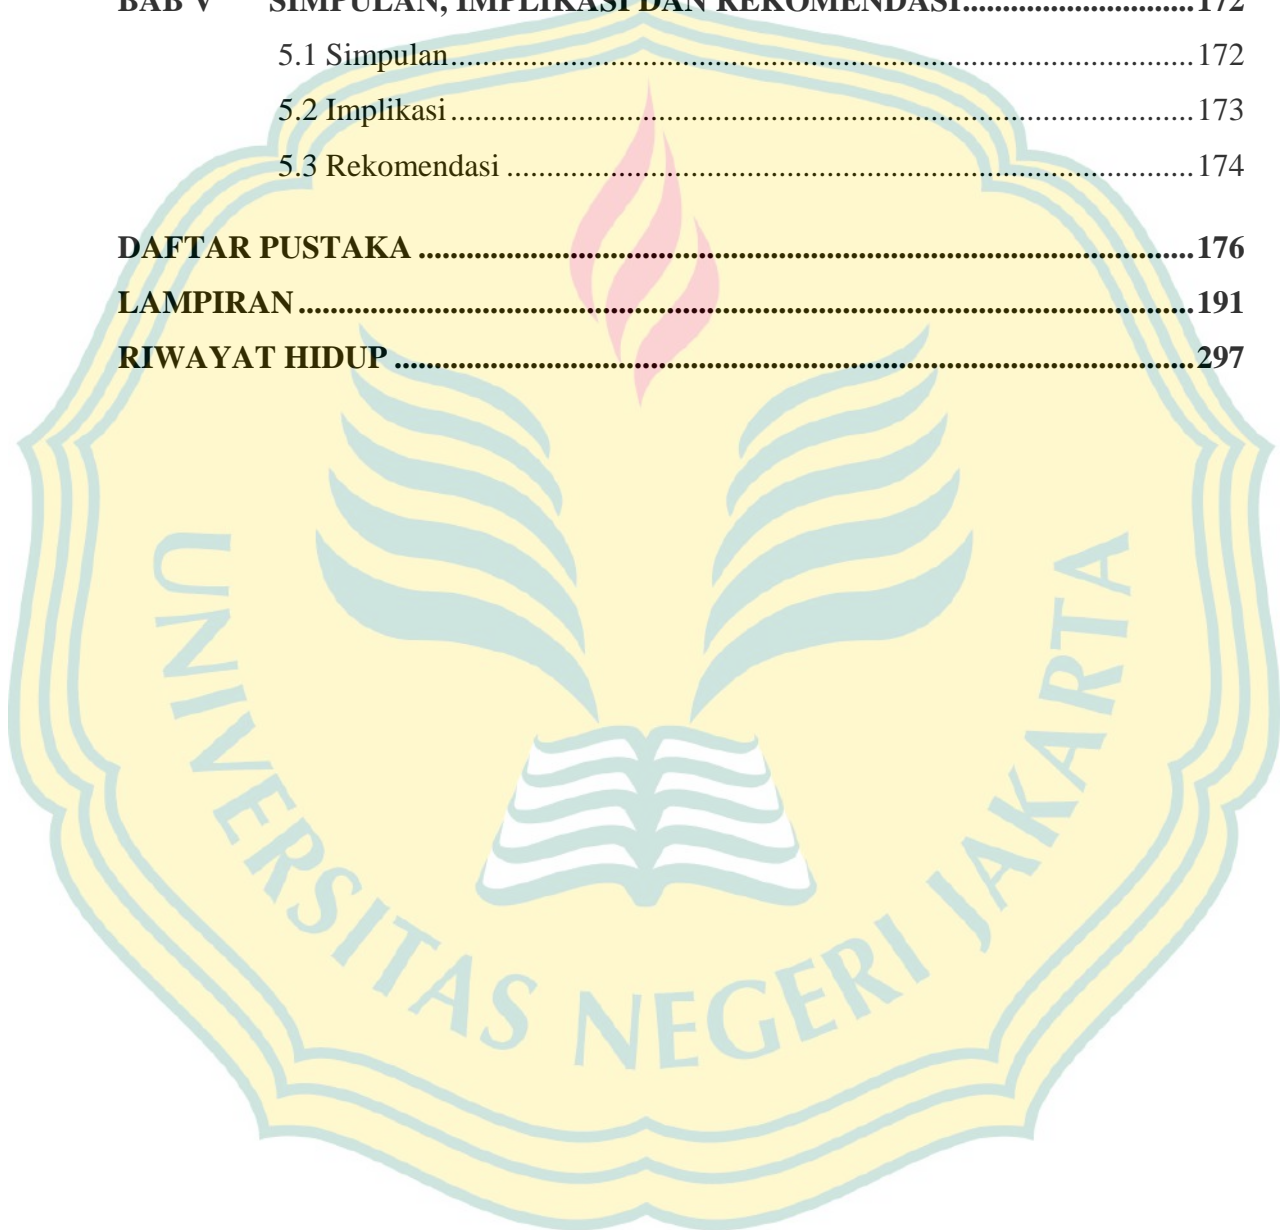 BAB V SIMPULAN, IMPLIKASI DAN REKOMENDASI............................172
5.1 Simpulan..............................................................................................172
5.2 Implikasi..............................................................................................173
5.3 Rekomendasi.......................................................................................174
DAFTAR PUSTAKA................................................................................................176
LAMPIRAN...............................................................................................................191
RIWAYAT HIDUP...................................................................................................297
UNIVERSITAS NEGERI JAKARTA